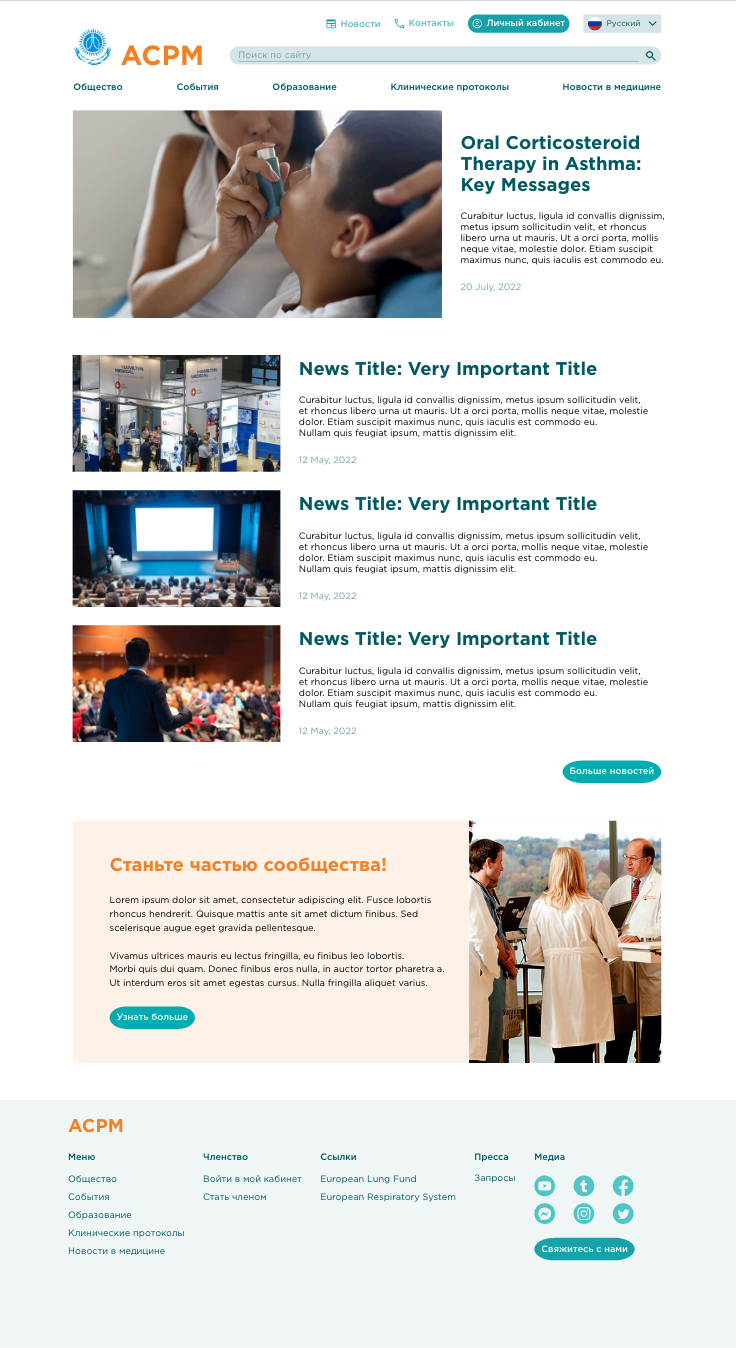 Новости
Контакты
Личный кабинет
Русский
АСРМ
Поиск по сайту
Общество
События
Образование
Клинические протоколы
Новости в медицине
Oral Corticosteroid
Therapy in Asthma:
Key Messages
Curabitur luctus, ligula id convallis dignissim,
metus ipsum sollicitudin velit, et rhoncus
libero urna ut mauris. Ut a orci porta, mollis
neque vitae, molestie dolor. Etiam suscipit
maximus nunc, quis iaculis est commodo eu.
20 July, 2022
News Title: Very Important Title
Curabitur luctus, ligula id convallis dignissim, metus ipsum sollicitudin velit,
et rhoncus libero urna ut mauris. Ut a orci porta, mollis neque vitae, molestie
dolor. Etiam suscipit maximus nunc, quis iaculis est commodo eu.
Nullam quis feugiat ipsum, mattis dignissim elit.
12 May, 2022
News Title: Very Important Title
Curabitur luctus, ligula id convallis dignissim, metus ipsum sollicitudin velit,
et rhoncus libero urna ut mauris. Ut a orci porta, mollis neque vitae, molestie
dolor. Etiam suscipit maximus nunc, quis iaculis est commodo eu.
Nullam quis feugiat ipsum, mattis dignissim elit.
12 May, 2022
News Title: Very Important Title
Curabitur luctus, ligula id convallis dignissim, metus ipsum sollicitudin velit,
et rhoncus libero urna ut mauris. Ut a orci porta, mollis neque vitae, molestie
dolor. Etiam suscipit maximus nunc, quis iaculis est commodo eu.
Nullam quis feugiat ipsum, mattis dignissim elit.
12 May, 2022
Больше новостей
Станьте частью сообщества!
Lorem ipsum dolor sit amet, consectetur adipiscing elit. Fusce lobortis
rhoncus hendrerit. Quisque mattis ante sit amet dictum finibus. Sed
scelerisque augue eget gravida pellentesque.
Vivamus ultrices mauris eu lectus fringilla, eu finibus leo lobortis.
Morbi quis dui quam. Donec finibus eros nulla, in auctor tortor pharetra a.
Ut interdum eros sit amet egestas cursus. Nulla fringilla aliquet varius.
Узнать больше
АСРМ
Меню
Общество
События
Образование
Клинические протоколы
Новости в медицине
Членство
Войти в мой кабинет
Стать членом
Ссылки
European Lung Fund
European Respiratory System
Пресса
Запросы
Медиа
Свяжитесь с нами